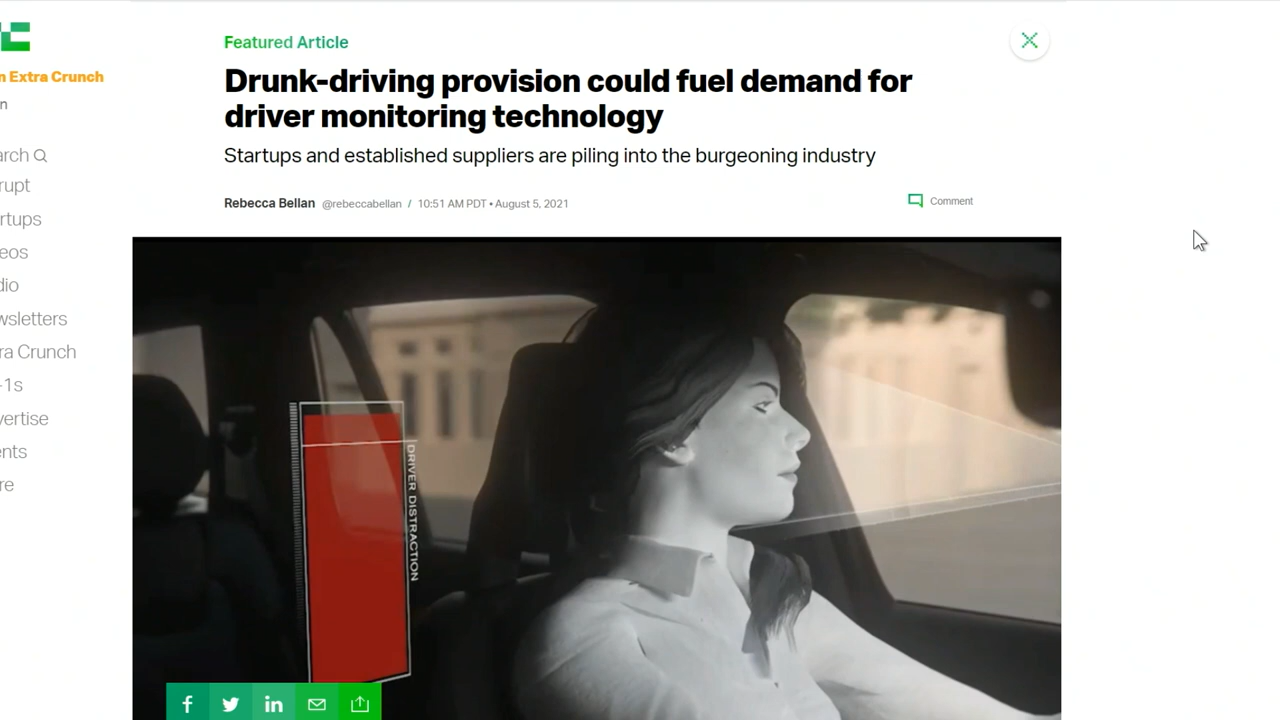 n Extra Crunch
n
arch
rupt
rtups
eos
dio
wsletters
ra Crunch
-1s
vertise
ents
re
Featured Article
Drunk-driving provision could fuel demand for
driver monitoring technology
Startups and established suppliers are piling into the burgeoning industry
Rebecca Bellan @rebeccabellan / 10:51 AM PDT • August 5, 2021
Comment
DRIVER DISTRACTION